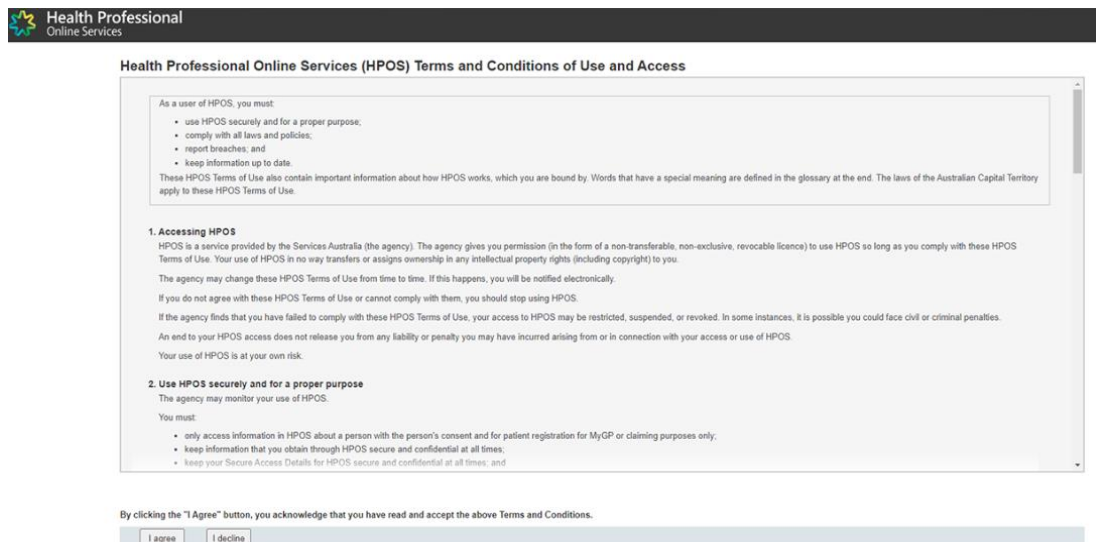 Health Professional
Online Services
Health Professional Online Services (HPOS) Terms and Conditions of Use and Access
As a user of HPOS, you must:
• use HPOS securely and for a proper purpose;
• comply with all laws and policies;
• report breaches; and
• keep information up to date.
These HPOS Terms of Use also contain important information about how HPOS works, which you are bound by. Words that have a special meaning are defined in the glossary at the end. The laws of the Australian Capital Territory
apply to these HPOS Terms of Use.
1. Accessing HPOS
HPOS is a service provided by the Services Australia (the agency). The agency gives you permission (in the form of a non-transferable, non-exclusive, revocable licence) to use HPOS so long as you comply with these HPOS
Terms of Use. Your use of HPOS in no way transfers or assigns ownership in any intellectual property rights (including copyright) to you.
The agency may change these HPOS Terms of Use from time to time. If this happens, you will be notified electronically.
If you do not agree with these HPOS Terms of Use or cannot comply with them, you should stop using HPOS.
If the agency finds that you have failed to comply with these HPOS Terms of Use, your access to HPOS may be restricted, suspended, or revoked. In some instances, it is possible you could face civil or criminal penalties.
An end to your HPOS access does not release you from any liability or penalty you may have incurred arising from or in connection with your access or use of HPOS.
Your use of HPOS is at your own risk.
2. Use HPOS securely and for a proper purpose
The agency may monitor your use of HPOS.
You must:
• only access information in HPOS about a person with the person's consent and for patient registration for MyGP or claiming purposes only;
• keep information that you obtain through HPOS secure and confidential at all times;
• keep your Secure Access Details for HPOS secure and confidential at all times; and
By clicking the "I Agree" button, you acknowledge that you have read and accept the above Terms and Conditions.
I agree I decline